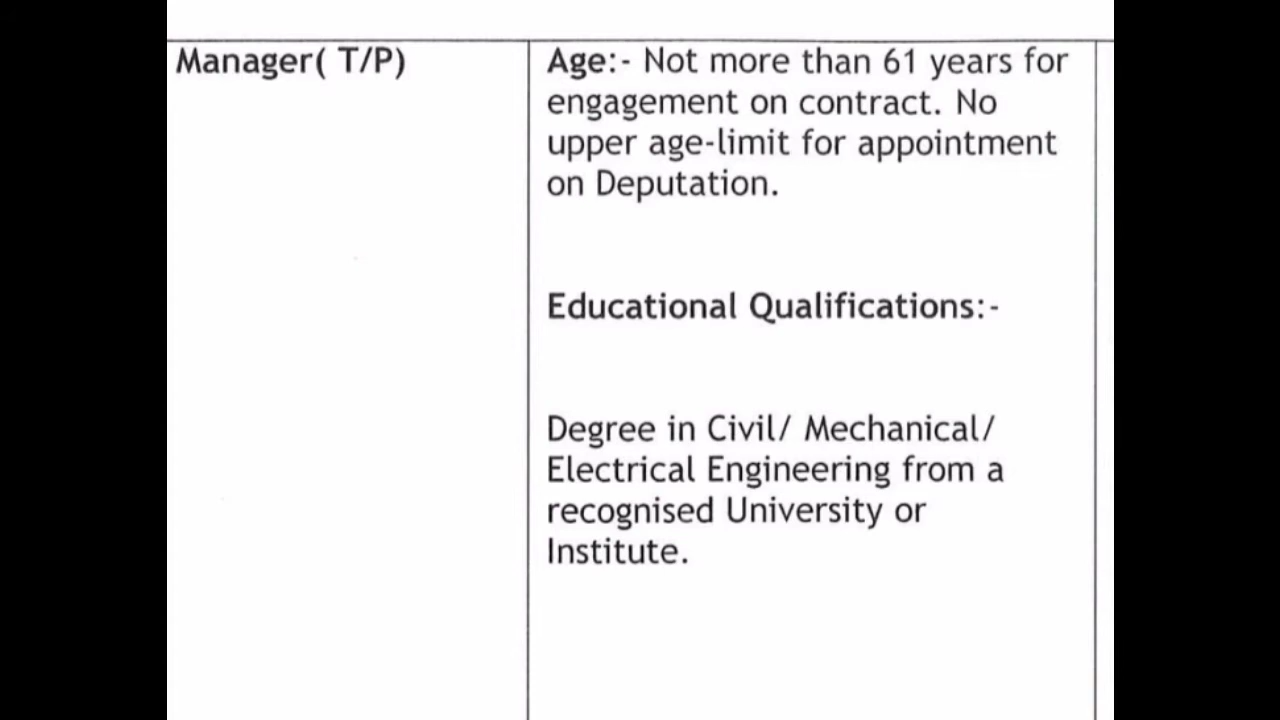 Manager( T/P)
Age:- Not more than 61 years for
engagement on contract. No
upper age-limit for appointment
on Deputation.
Educational Qualifications:-
Degree in Civil/ Mechanical/
Electrical Engineering from a
recognised University or
Institute.